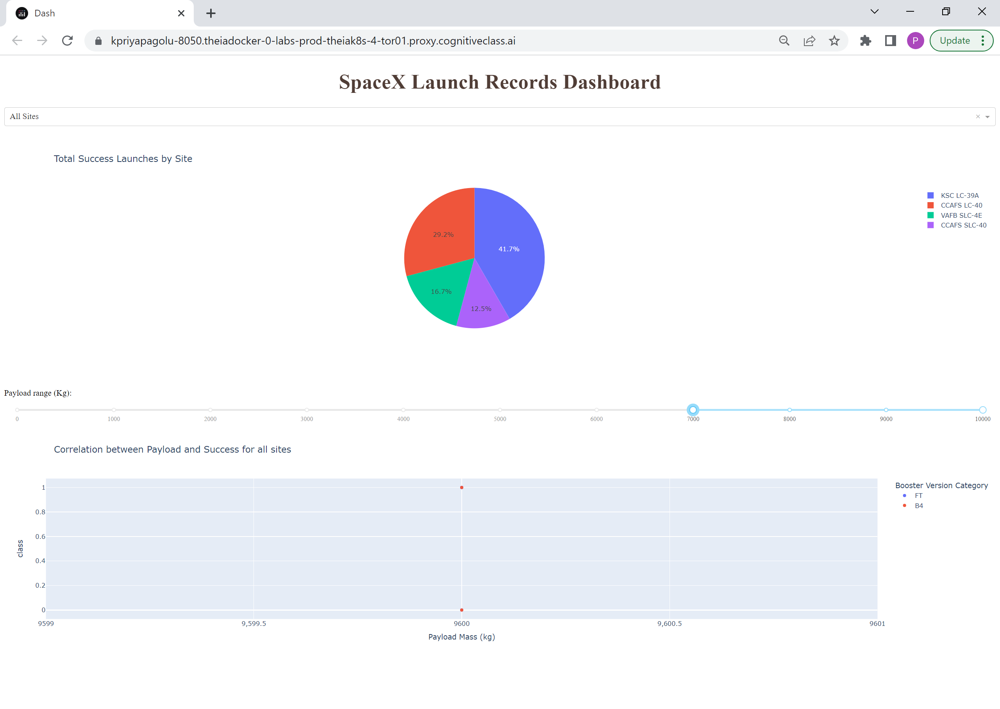 Dash
kpriyapagolu-8050.theiadocker-0-labs-prod-theiak8s-4-tor01.proxy.cognitiveclass.ai
P
Update
SpaceX Launch Records Dashboard
All Sites
Total Success Launches by Site
KSC LC-39A
CCAFS LC-40
VAFB SLC-4E
CCAFS SLC-40
29.2%
41.7%
16.7%
12.5%
Payload range (Kg):
0 1000 2000 3000 4000 5000 6000 7000 8000 9000 10000
Correlation between Payload and Success for all sites
Booster Version Category
FT
B4
1
0.8
0.6
0.4
0.2
0
class
9599 9,599.5 9600 9,600.5 9601
Payload Mass (kg)